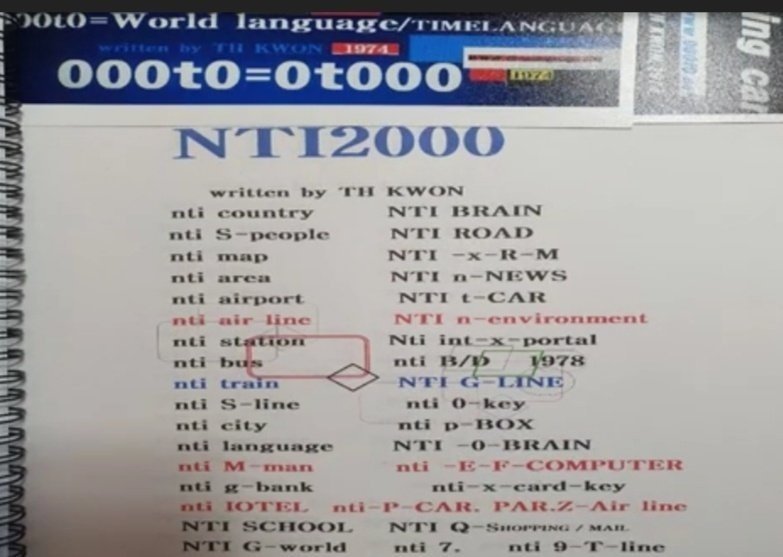 00t0=World language/TIMELANGUAG
written by TH KWON 1974
000t0=0t000
ing ca
NTI2000
written by TH KWON
nti country NTI BRAIN
nti S-people NTI ROAD
nti map NTI -x-R-M
nti area NTI n-NEWS
nti airport NTI t-CAR
nti air line NTI n-environment
nti station Nti int-x-portal
nti bus nti B/D 1978
nti train NTI G-LINE
nti S-line nti 0-key
nti city nti p-BOX
nti language NTI -0-BRAIN
nti M-man nti -E-F-COMPUTER
nti g-bank nti-x-card-key
nti IOTEL nti-P-CAR. PAR.Z-Air line
NTI SCHOOL NTI Q-SHOPPING / MAIL
NTI G-world nti 7. nti 9-T-line